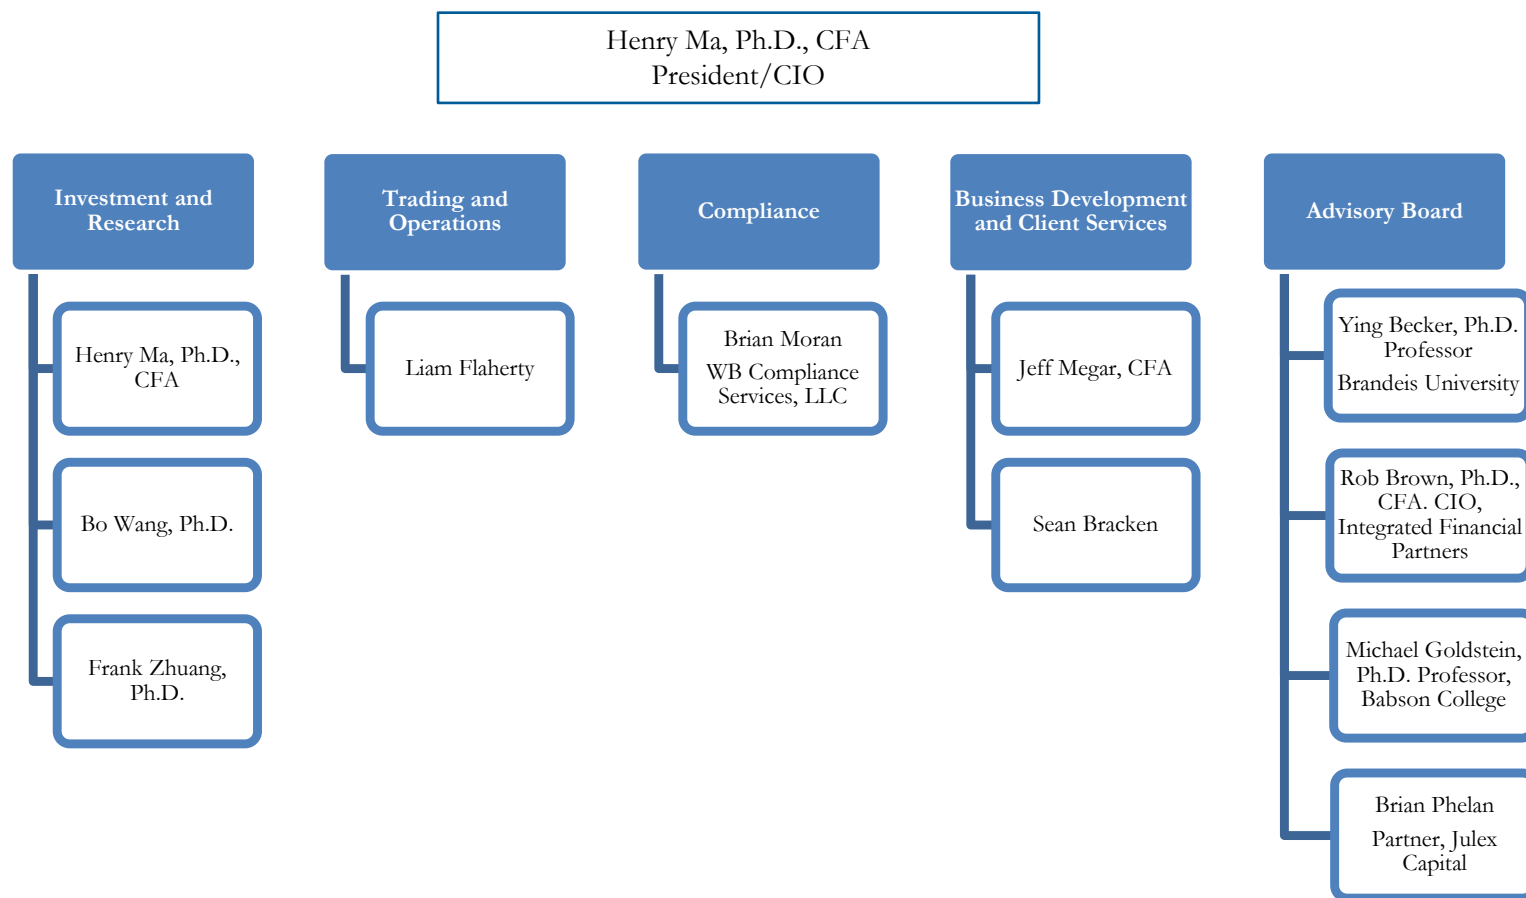 Henry Ma, Ph.D., CFA
President/CIO
Investment and
Research
Henry Ma, Ph.D.,
CFA
Bo Wang, Ph.D.
Frank Zhuang,
Ph.D.
Trading and
Operations
Liam Flaherty
Compliance
Brian Moran
WB Compliance
Services, LLC
Business Development
and Client Services
Jeff Megar, CFA
Sean Bracken
Advisory Board
Ying Becker, Ph.D.
Professor
Brandeis University
Rob Brown, Ph.D.,
CFA. CIO,
Integrated Financial
Partners
Michael Goldstein,
Ph.D. Professor,
Babson College
Brian Phelan
Partner, Julex
Capital